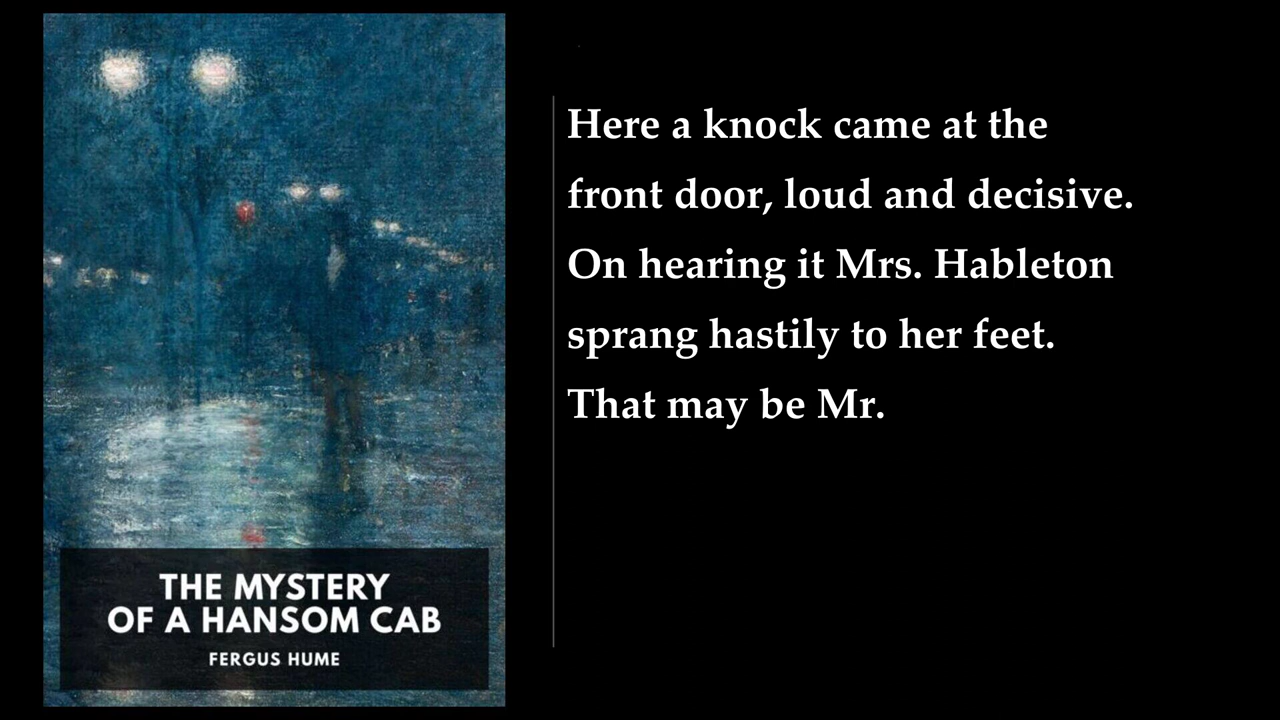 THE MYSTERY
OF A HANSOM CAB
FERGUS HUME
Here a knock came at the
front door, loud and decisive.
On hearing it Mrs. Hableton
sprang hastily to her feet.
That may be Mr.